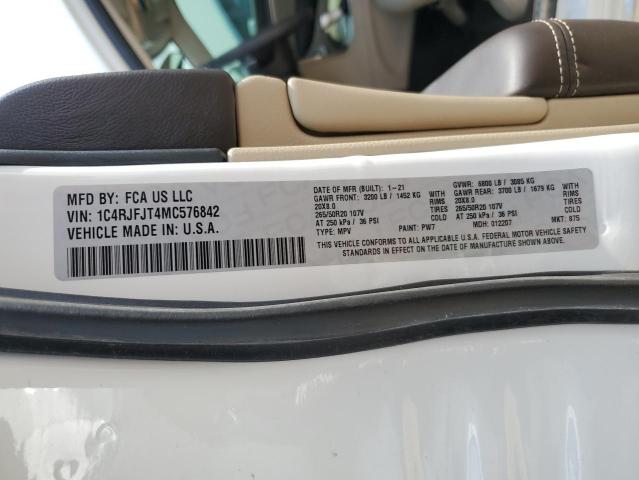 MFD BY: FCA US LLC
VIN: 1C4RJFJT4MC576842
VEHICLE MADE IN: U.S.A.
DATE OF MFR (BUILT): 1-21
GVWR: 6800 LB / 3085 KG
GAWR FRONT: 3200 LB / 1452 KG
GAWR REAR: 3700 LB / 1679 KG
20X8.0 RIMS
20X8.0 RIMS
265/50R20 107V TIRES
265/50R20 107V TIRES
AT 250 kPa / 36 PSI COLD
AT 250 kPa / 36 PSI COLD
TYPE: MPV PAINT: PW7 MDH: 012207 MKT: 875
THIS VEHICLE CONFORMS TO ALL APPLICABLE U.S.A. FEDERAL MOTOR VEHICLE SAFETY
STANDARDS IN EFFECT ON THE DATE OF MANUFACTURE SHOWN ABOVE.